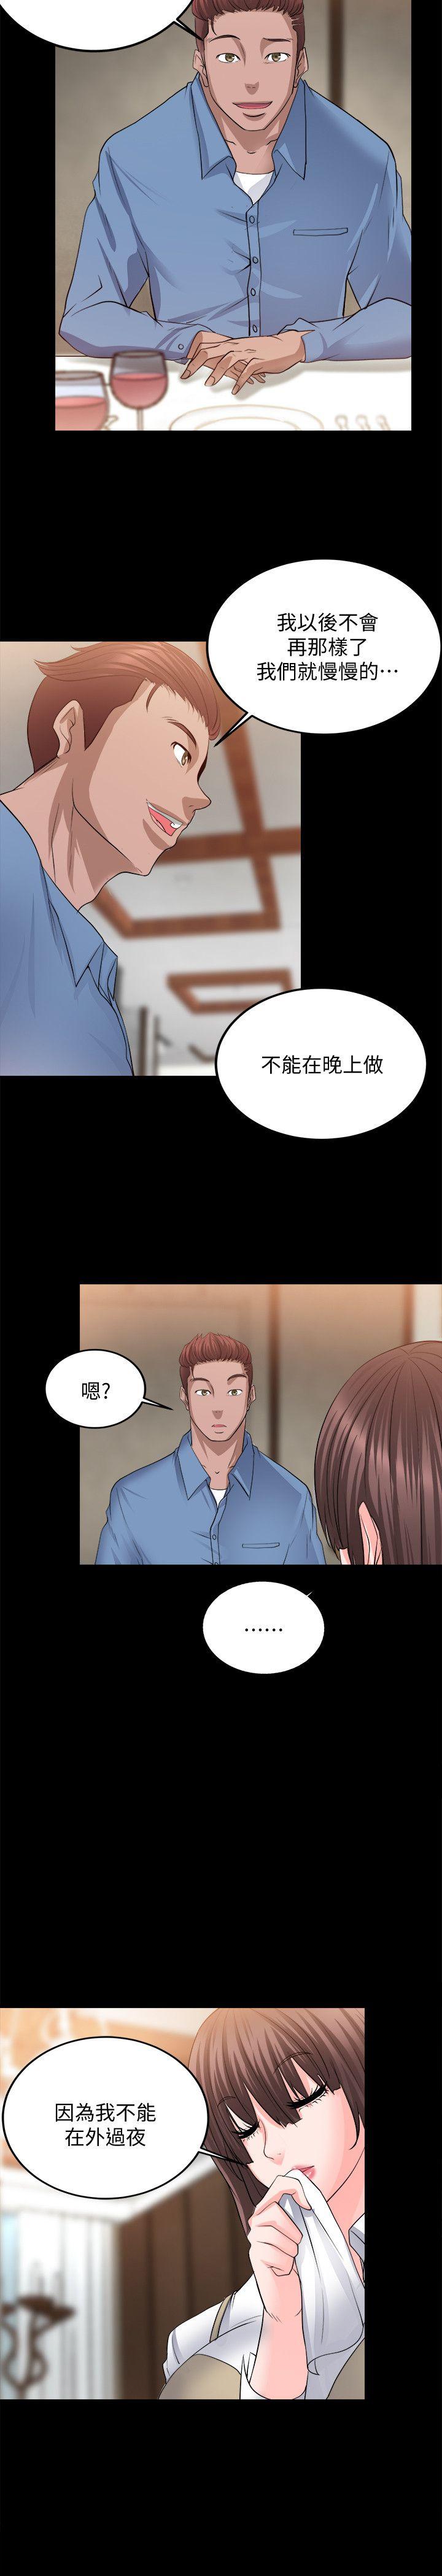 我以後不會
再那樣了
我們就慢慢的⋯
不能在晚上做
嗯?
⋯⋯
因為我不能
在外過夜